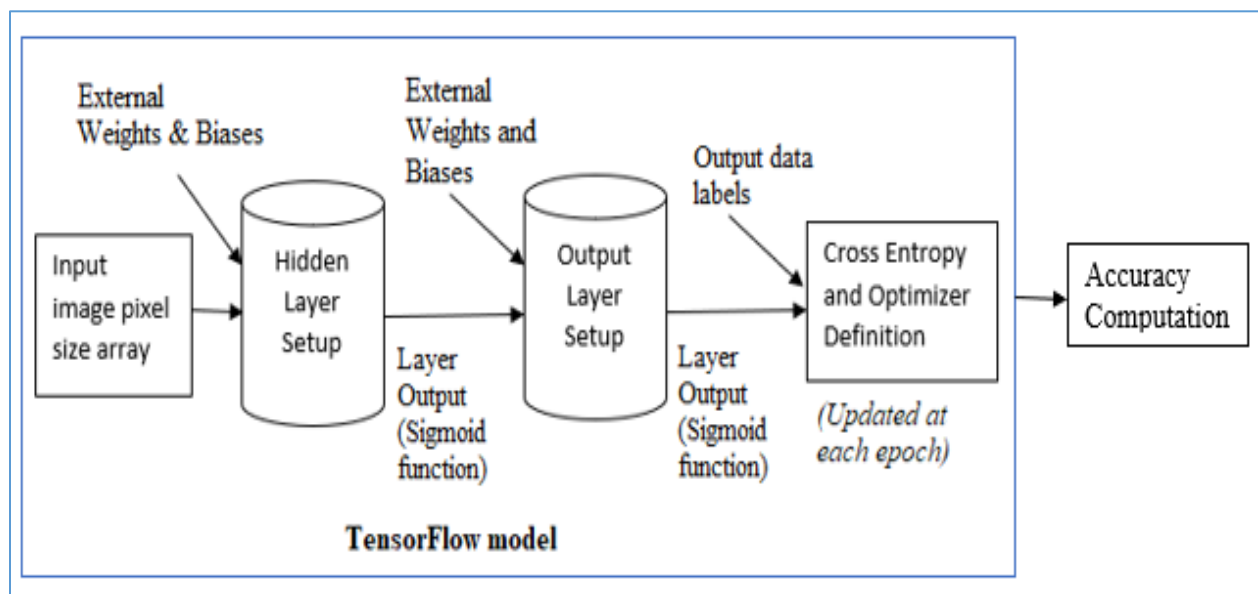 External
Weights & Biases
External
Weights and
Biases
Output data
labels
Input
image pixel
size array
Hidden
Layer
Setup
Output
Layer
Setup
Cross Entropy
and Optimizer
Definition
Accuracy
Computation
Layer
Output
(Sigmoid
function)
Layer
Output
(Sigmoid
function)
(Updated at
each epoch)
TensorFlow model